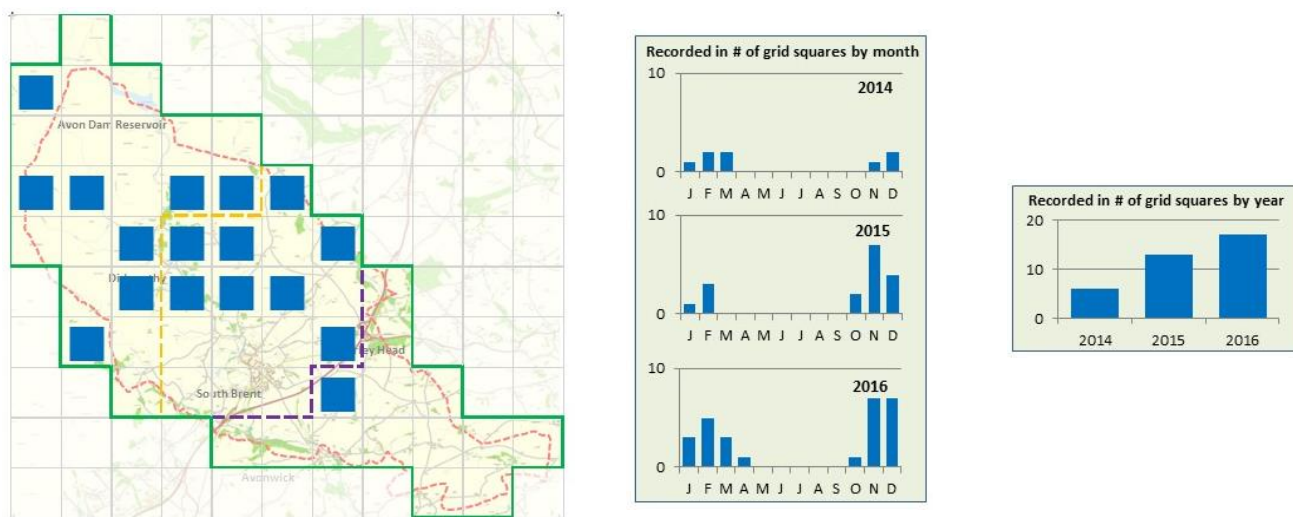 Avon Dam Reservoir
South Brent
Avonwick
Recorded in # of grid squares by month
10
2014
0
J F M A M J J A S O N D
10
2015
0
J F M A M J J A S O N D
10
2016
0
J F M A M J J A S O N D
Recorded in # of grid squares by year
20
10
0
2014 2015 2016